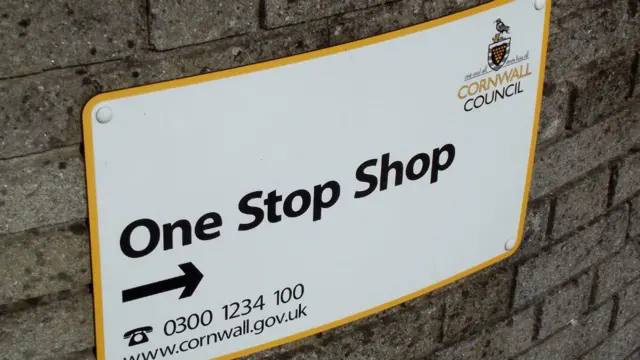 CORNWALL
COUNCIL
One Stop Shop
0300 1234 100
www.cornwall.gov.uk